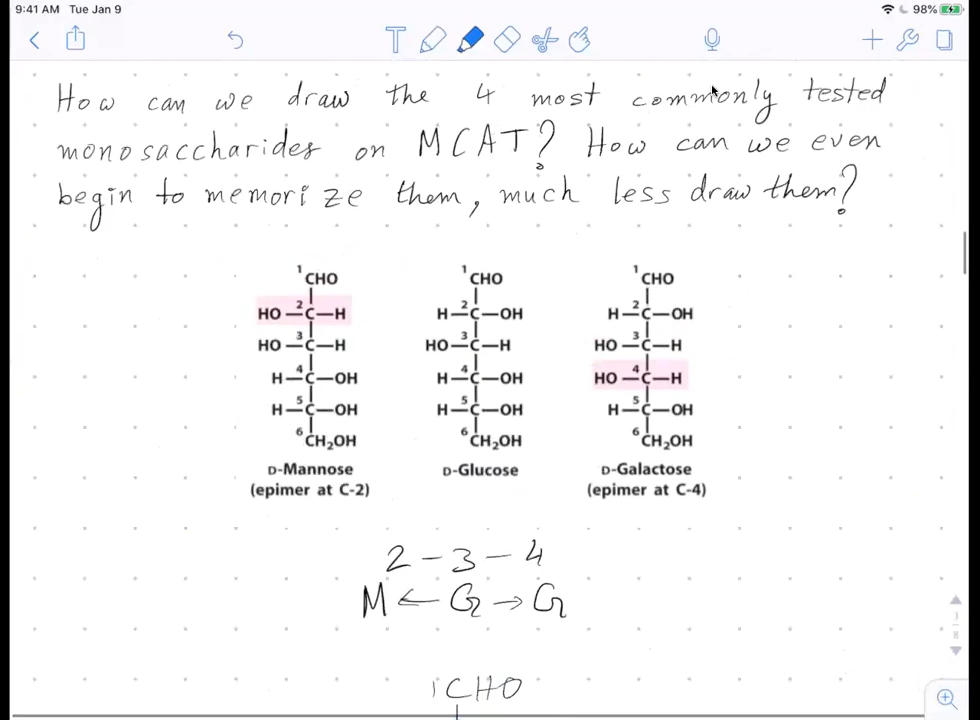 9:41 AM Tue Jan 9
98%
How can we draw the 4 most commonly tested
monosaccharides on MCAT? How can we even
begin to memorize them, much less draw them?
1CHO 1CHO 1CHO
HO—2C—H H—2C—OH H—2C—OH
HO—3C—H HO—3C—H HO—3C—H
H—4C—OH H—4C—OH HO—4C—H
H—5C—OH H—5C—OH H—5C—OH
6CH₂OH 6CH₂OH 6CH₂OH
D-Mannose D-Glucose D-Galactose
(epimer at C-2) (epimer at C-4)
2 – 3 – 4
M ← G → G
1CHO